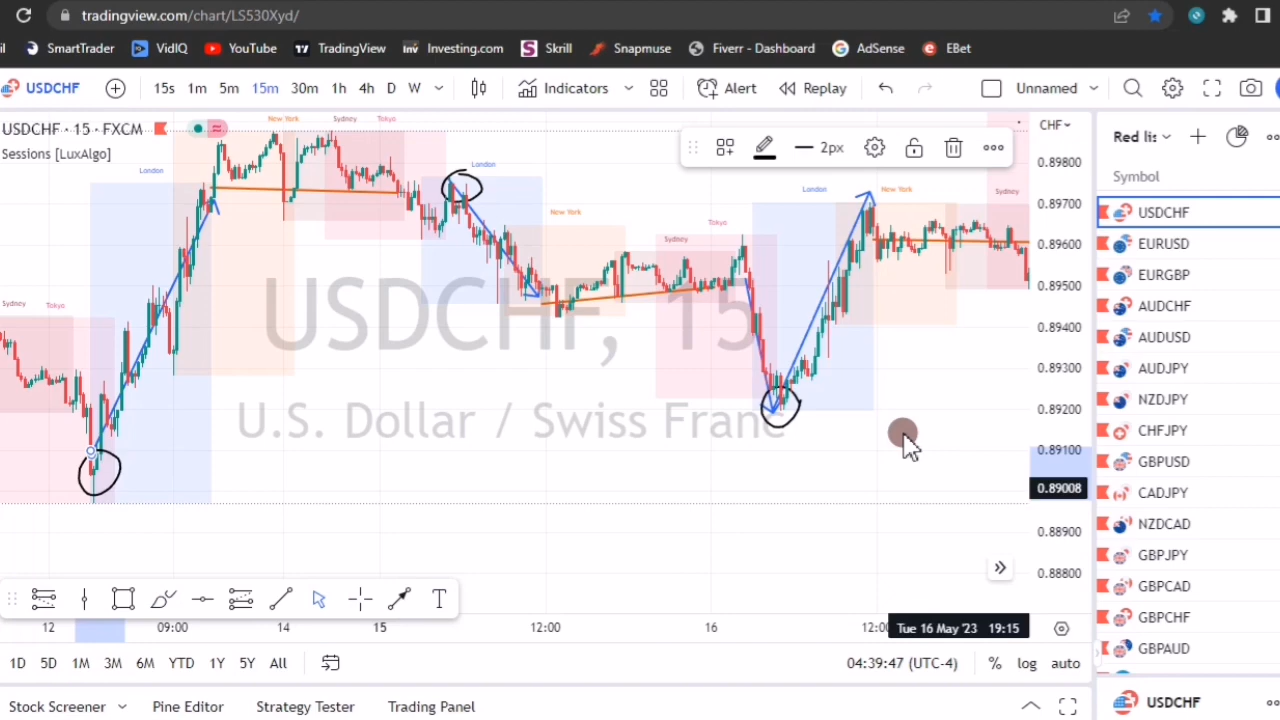 tradingview.com/chart/LS530Xyd/
SmartTrader VidIQ YouTube TradingView Investing.com Skrill Snapmuse Fiverr - Dashboard AdSense EBet
USDCHF 15s 1m 5m 15m 30m 1h 4h D W Indicators Alert Replay Unnamed
USDCHF · 15 · FXCM
Sessions [LuxAlgo]
2px
CHF
Red lis
Symbol
New York Sydney Tokyo
London London London New York Sydney
New York Tokyo Sydney
Sydney Tokyo
USDCHF, 15
U.S. Dollar / Swiss Franc
0.89800
0.89700
0.89600
0.89500
0.89400
0.89300
0.89200
0.89100
0.89008
0.88900
0.88800
USDCHF
EURUSD
EURGBP
AUDCHF
AUDUSD
AUDJPY
NZDJPY
CHFJPY
GBPUSD
CADJPY
NZDCAD
GBPJPY
GBPCAD
GBPCHF
GBPAUD
T
12 09:00 14 15 12:00 16 12:00 Tue 16 May '23 19:15
1D 5D 1M 3M 6M YTD 1Y 5Y All 04:39:47 (UTC-4) % log auto
Stock Screener Pine Editor Strategy Tester Trading Panel USDCHF